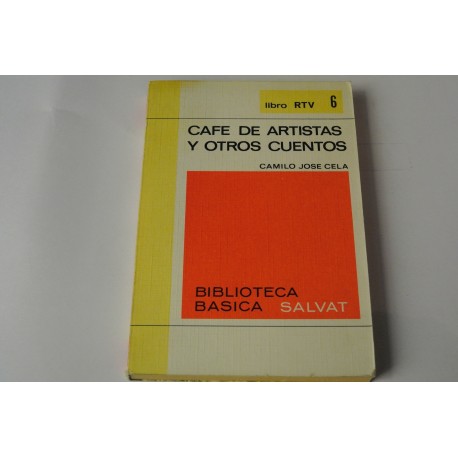 libro RTV 6
CAFE DE ARTISTAS
Y OTROS CUENTOS
CAMILO JOSE CELA
BIBLIOTECA
BASICA SALVAT